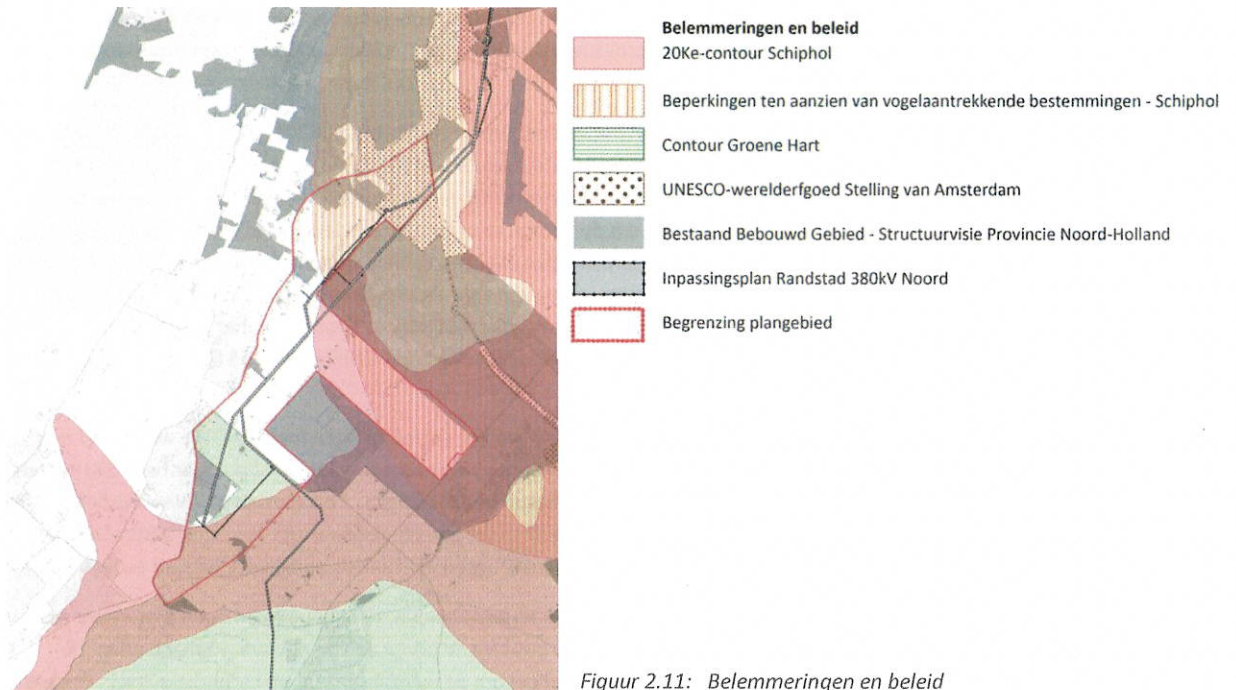 Belemmeringen en beleid
20Ke-contour Schiphol
Beperkingen ten aanzien van vogelaantrekkende bestemmingen - Schiphol
Contour Groene Hart
UNESCO-werelderfgoed Stelling van Amsterdam
Bestaand Bebouwd Gebied - Structuurvisie Provincie Noord-Holland
Inpassingsplan Randstad 380kV Noord
Begrenzing plangebied
Figuur 2.11: Belemmeringen en beleid